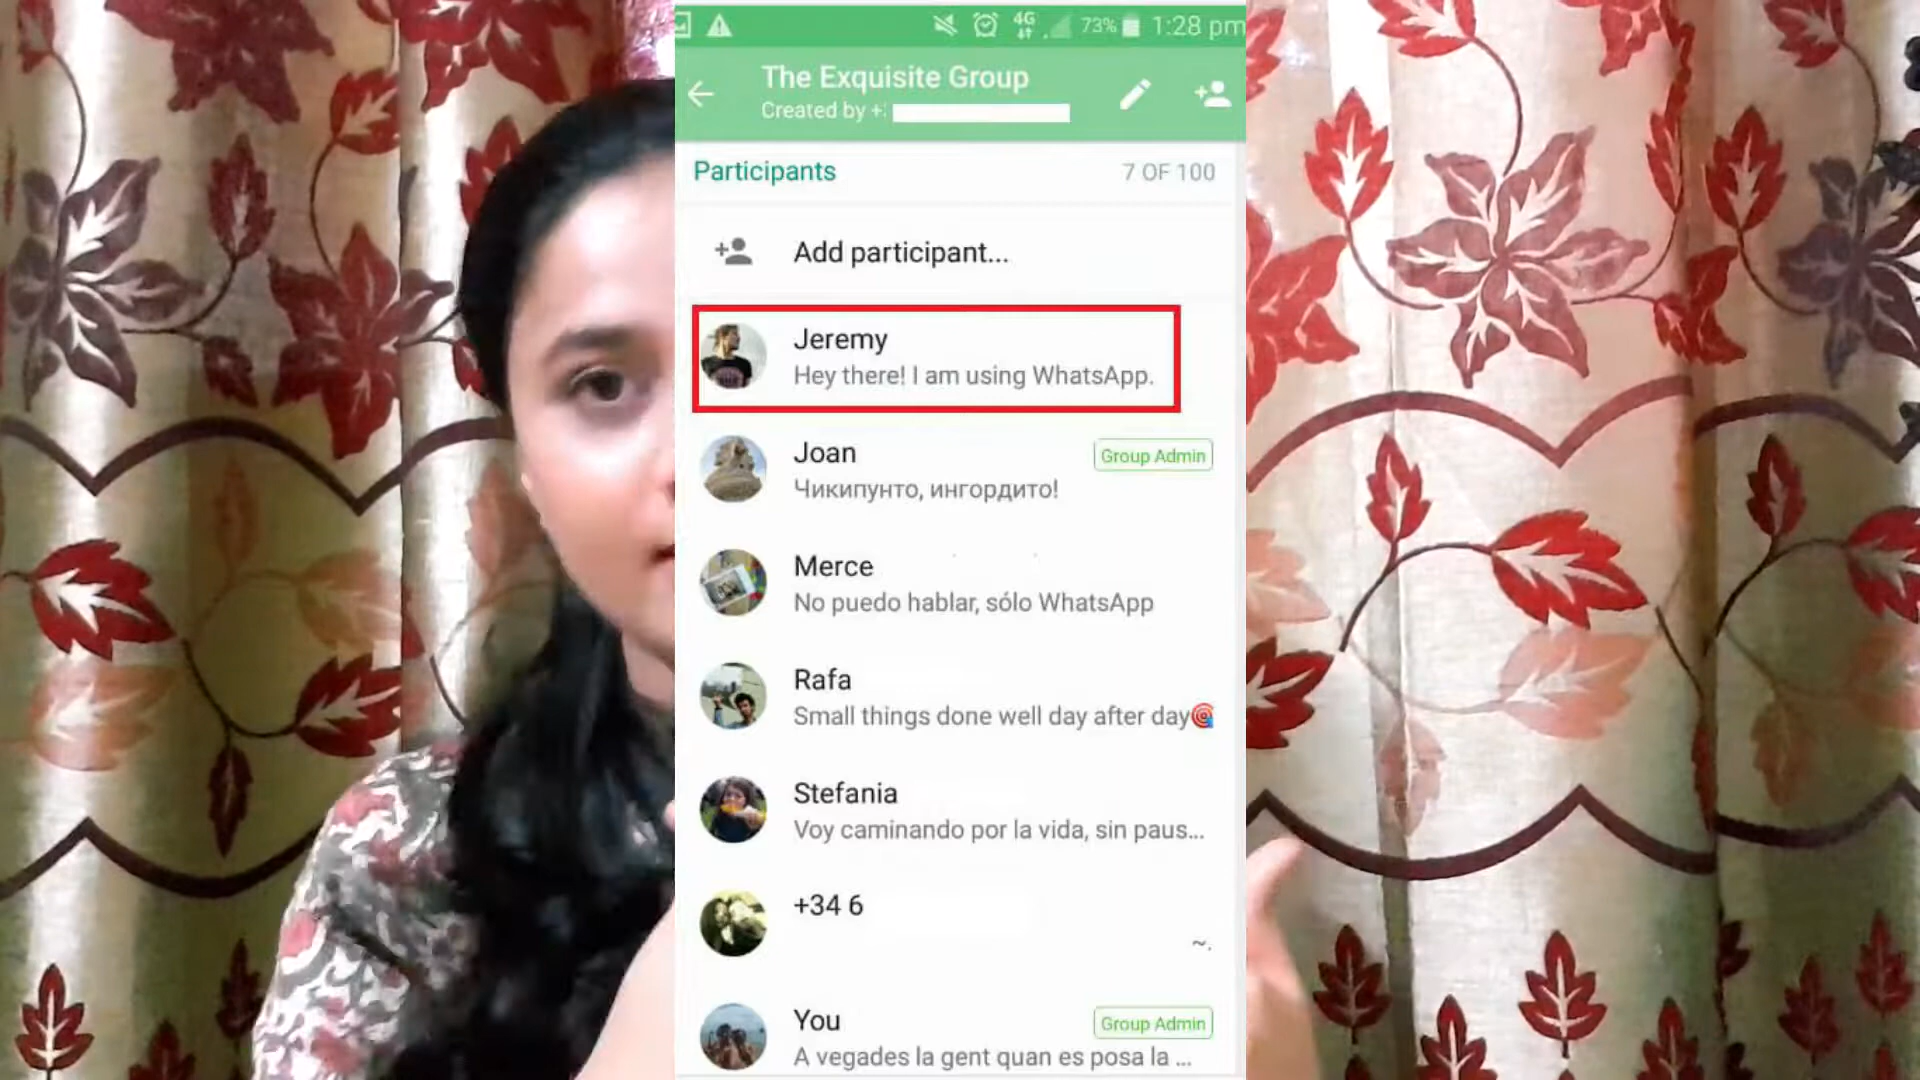 4G 73% 1:28 pm
The Exquisite Group
Created by +
Participants 7 OF 100
Add participant...
Jeremy
Hey there! I am using WhatsApp.
Joan Group Admin
Чикипунто, ингордито!
Merce
No puedo hablar, sólo WhatsApp
Rafa
Small things done well day after day
Stefania
Voy caminando por la vida, sin paus...
+34 6
~.
You Group Admin
A vegades la gent quan es posa la ...